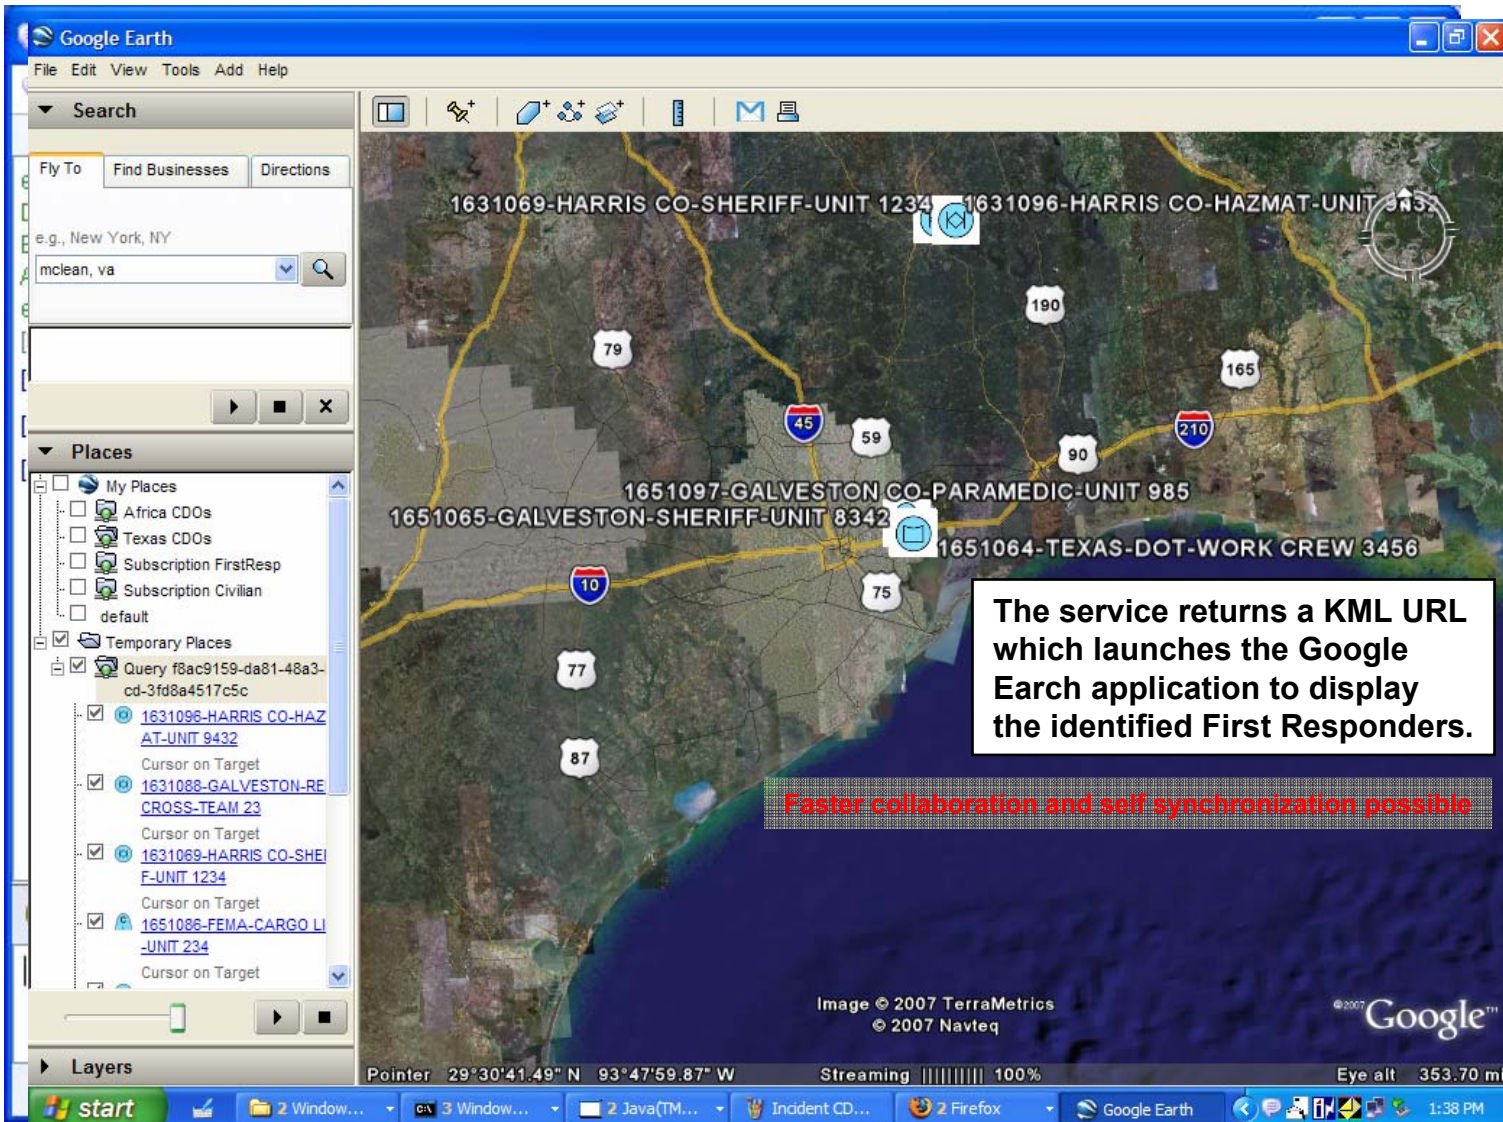 Google Earth
File Edit View Tools Add Help
Search
Fly To Find Businesses Directions
e.g., New York, NY
mclean, va
Places
My Places
Africa CDOs
Texas CDOs
Subscription FirstResp
Subscription Civilian
default
Temporary Places
Query f8ac9159-da81-48a3-
cd-3fd8a4517c5c
1631096-HARRIS CO-HAZ
AT-UNIT 9432
Cursor on Target
1631088-GALVESTON-RE
CROSS-TEAM 23
Cursor on Target
1631069-HARRIS CO-SHE
F-UNIT 1234
Cursor on Target
1651086-FEMA-CARGO LI
-UNIT 234
Cursor on Target
Layers
1631069-HARRIS CO-SHERIFF-UNIT 1234
1631096-HARRIS CO-HAZMAT-UNIT 9432
N
190
79
165
45
59
210
90
1651097-GALVESTON CO-PARAMEDIC-UNIT 985
1651065-GALVESTON-SHERIFF-UNIT 8342
1651064-TEXAS-DOT-WORK CREW 3456
10
75
77
87
The service returns a KML URL
which launches the Google
Earch application to display
the identified First Responders.
Faster collaboration and self synchronization possible
Image © 2007 TerraMetrics
© 2007 Navteq
©2007 Google™
Pointer 29°30'41.49" N 93°47'59.87" W Streaming |||||||||| 100% Eye alt 353.70 mi
start 2 Window... 3 Window... 2 Java(TM... Incident CD... 2 Firefox Google Earth 1:38 PM